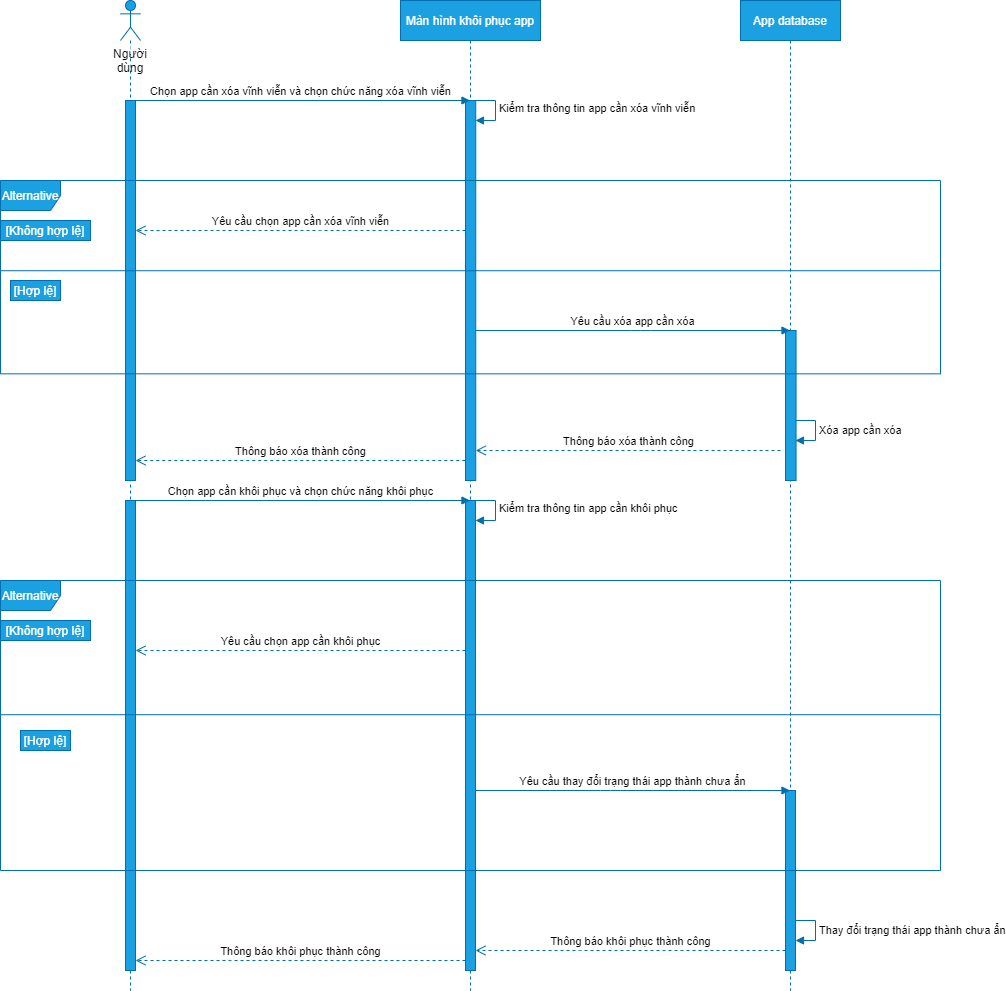 Người
dùng
Màn hình khôi phục app
App database
Chọn app cần xóa vĩnh viễn và chọn chức năng xóa vĩnh viễn
Kiểm tra thông tin app cần xóa vĩnh viễn
Alternative
[Không hợp lệ]
Yêu cầu chọn app cần xóa vĩnh viễn
[Hợp lệ]
Yêu cầu xóa app cần xóa
Xóa app cần xóa
Thông báo xóa thành công
Thông báo xóa thành công
Chọn app cần khôi phục và chọn chức năng khôi phục
Kiểm tra thông tin app cần khôi phục
Alternative
[Không hợp lệ]
Yêu cầu chọn app cần khôi phục
[Hợp lệ]
Yêu cầu thay đổi trạng thái app thành chưa ẩn
Thay đổi trạng thái app thành chưa ẩn
Thông báo khôi phục thành công
Thông báo khôi phục thành công